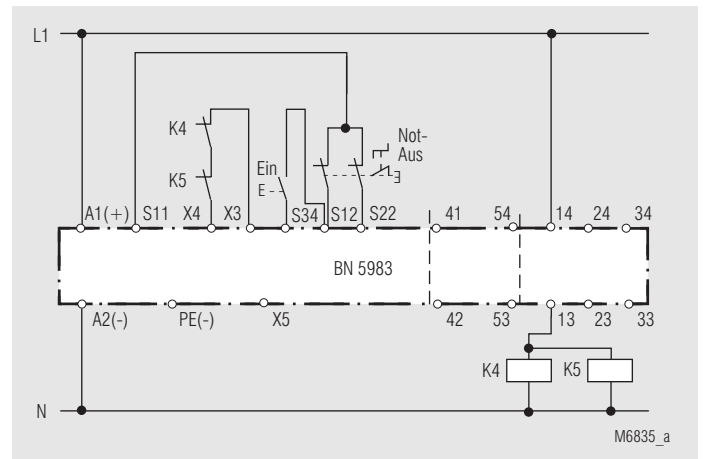 L1
K4
K5
Ein
E
Not-
Aus
A1(+) S11 X4 X3 S34 S12 S22 41 54 14 24 34
BN 5983
A2(-) PE(-) X5 42 53 13 23 33
K4 K5
N
M6835_a